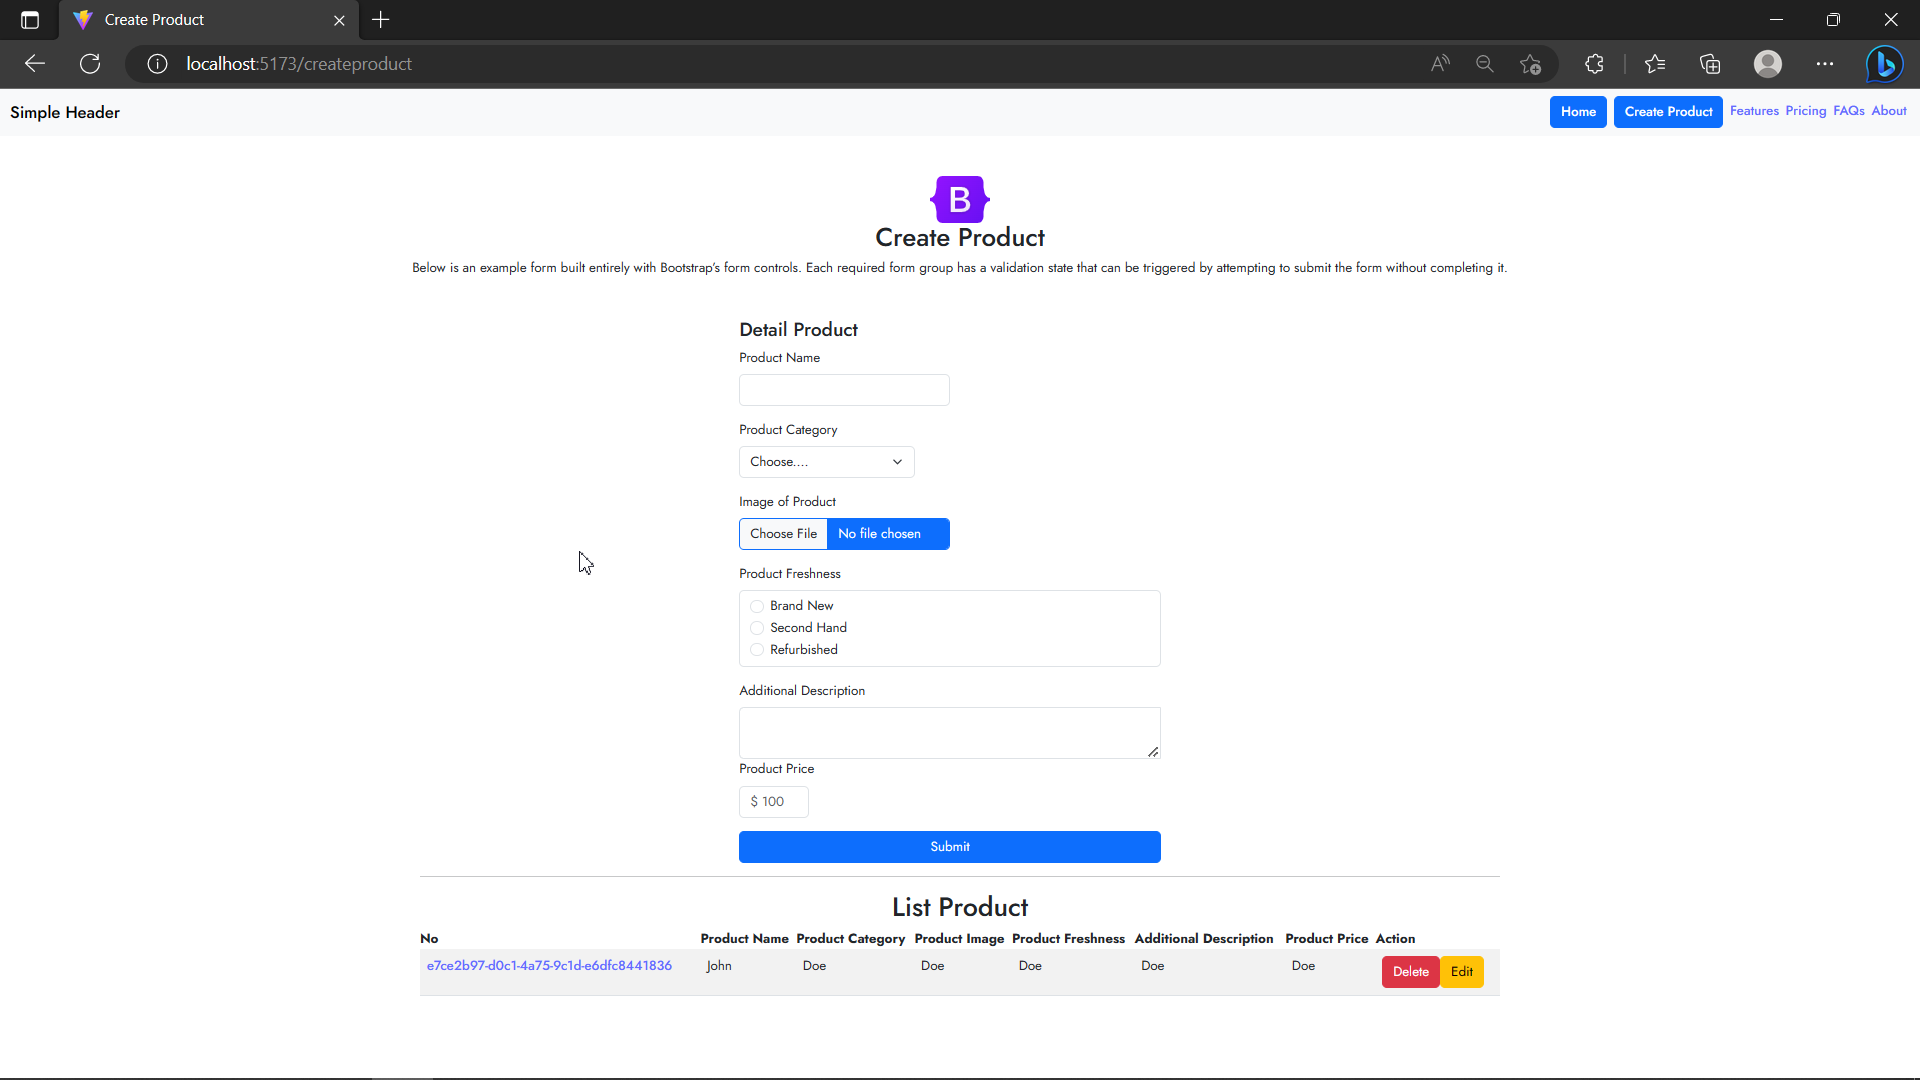 Create Product
localhost:5173/createproduct
Simple Header
Home Create Product Features Pricing FAQs About
B
Create Product
Below is an example form built entirely with Bootstrap's form controls. Each required form group has a validation state that can be triggered by attempting to submit the form without completing it.
Detail Product
Product Name
Product Category
Choose....
Image of Product
Choose File No file chosen
Product Freshness
Brand New
Second Hand
Refurbished
Additional Description
Product Price
$ 100
Submit
List Product
No Product Name Product Category Product Image Product Freshness Additional Description Product Price Action
e7ce2b97-d0c1-4a75-9c1d-e6dfc8441836 John Doe Doe Doe Doe Doe Delete Edit